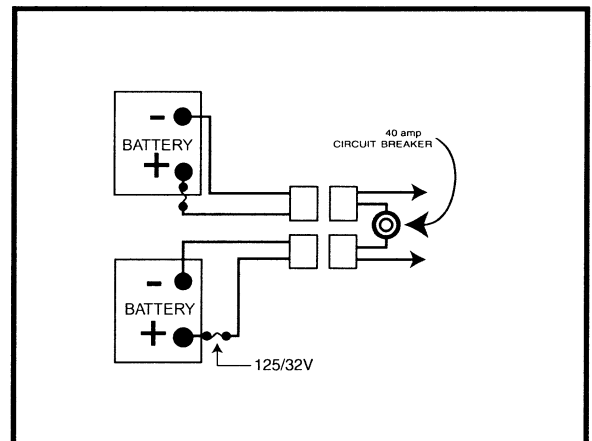 -
BATTERY
+
40 amp
CIRCUIT BREAKER
-
BATTERY
+
125/32V